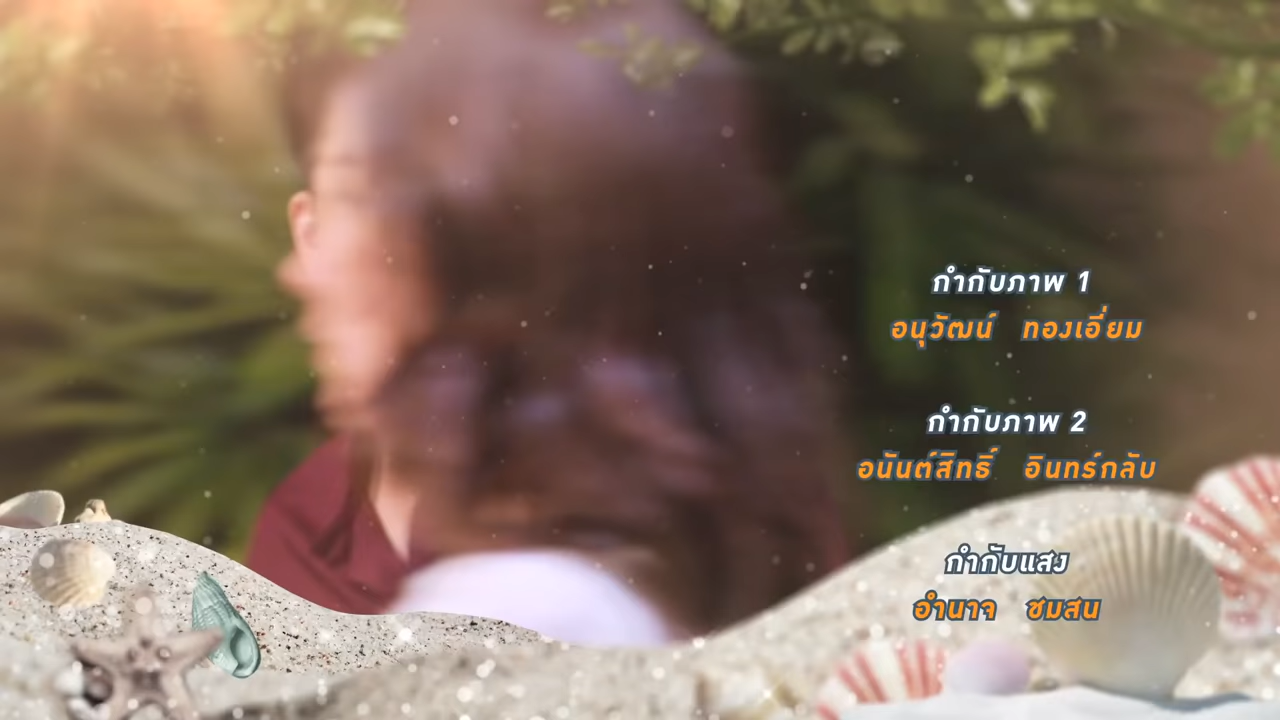 กำกับภาพ 1
อนุวัฒน์ ทองเอี่ยม
กำกับภาพ 2
อนันต์สิทธิ์ อินทร์กลับ
กำกับแสง
อำนาจ ชมสน